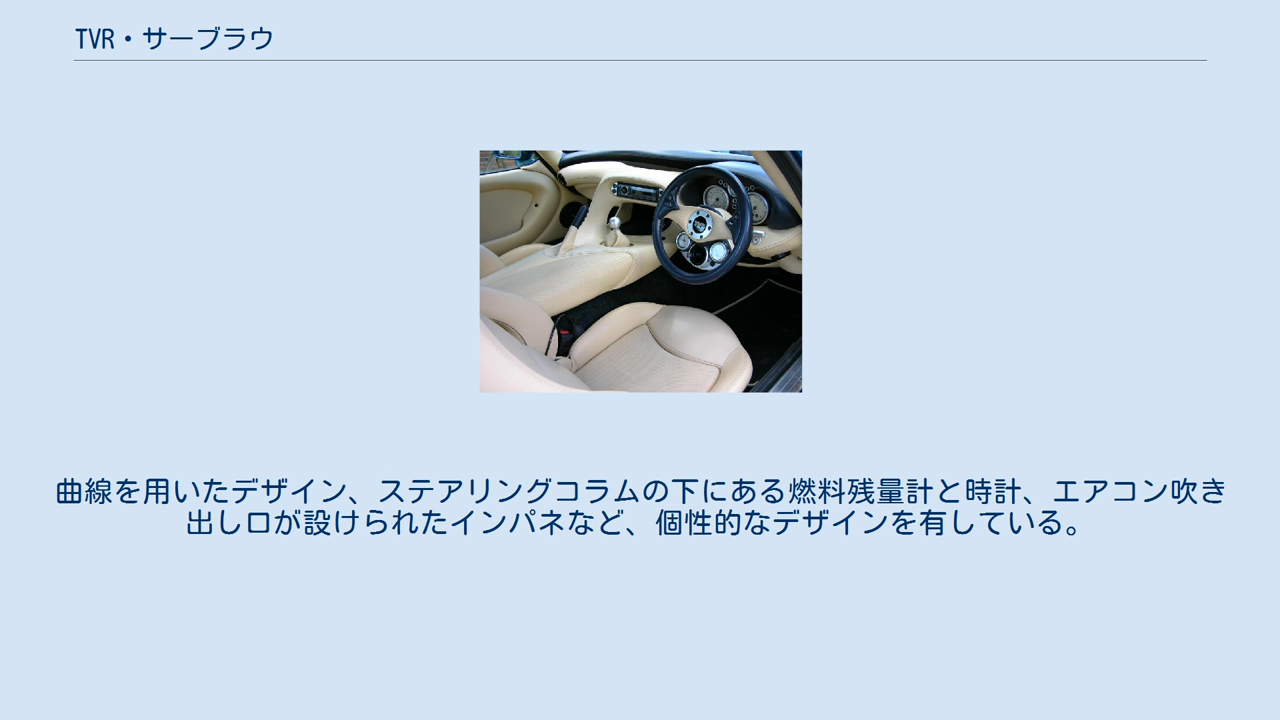 TVR・サーブラウ
曲線を用いたデザイン、ステアリングコラムの下にある燃料残量計と時計、エアコン吹き
出し口が設けられたインパネなど、個性的なデザインを有している。